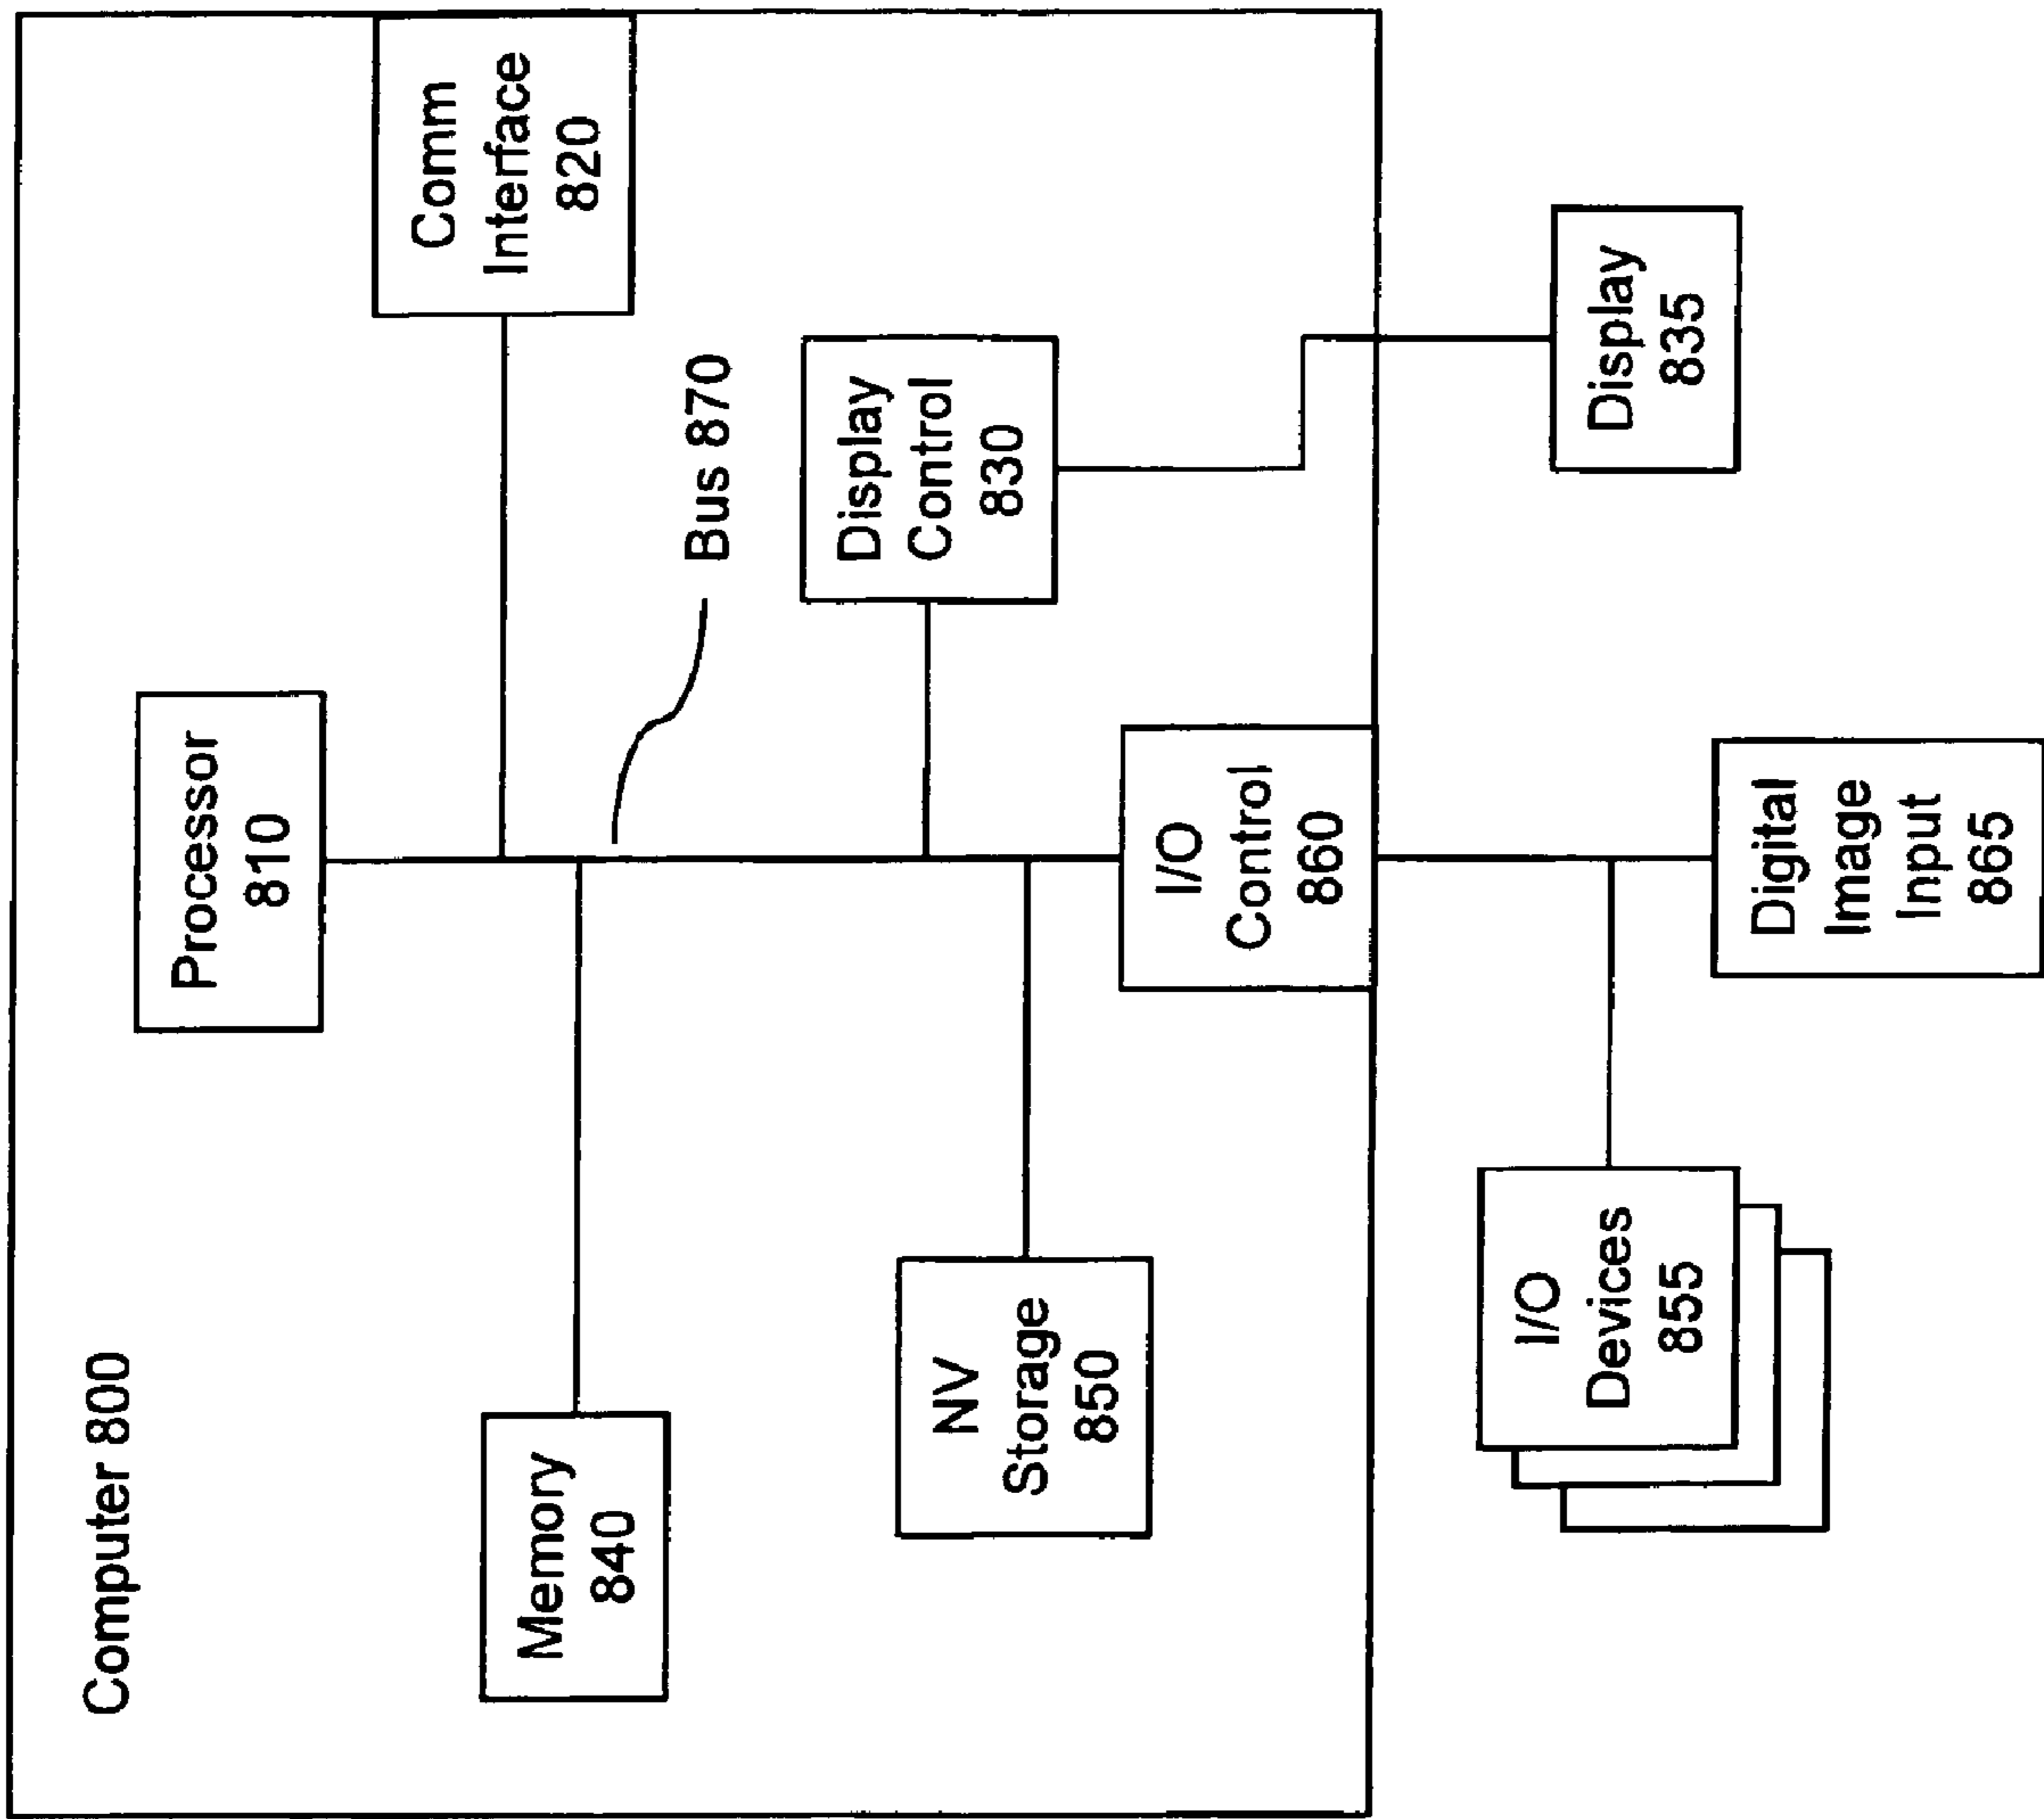 Computer 800
Processor
810
Comm
Interface
820
Memory
840
Bus 870
Display
Control
830
NV
Storage
850
I/O
Control
860
I/O
Devices
855
Display
835
Digital
Image
Input
865